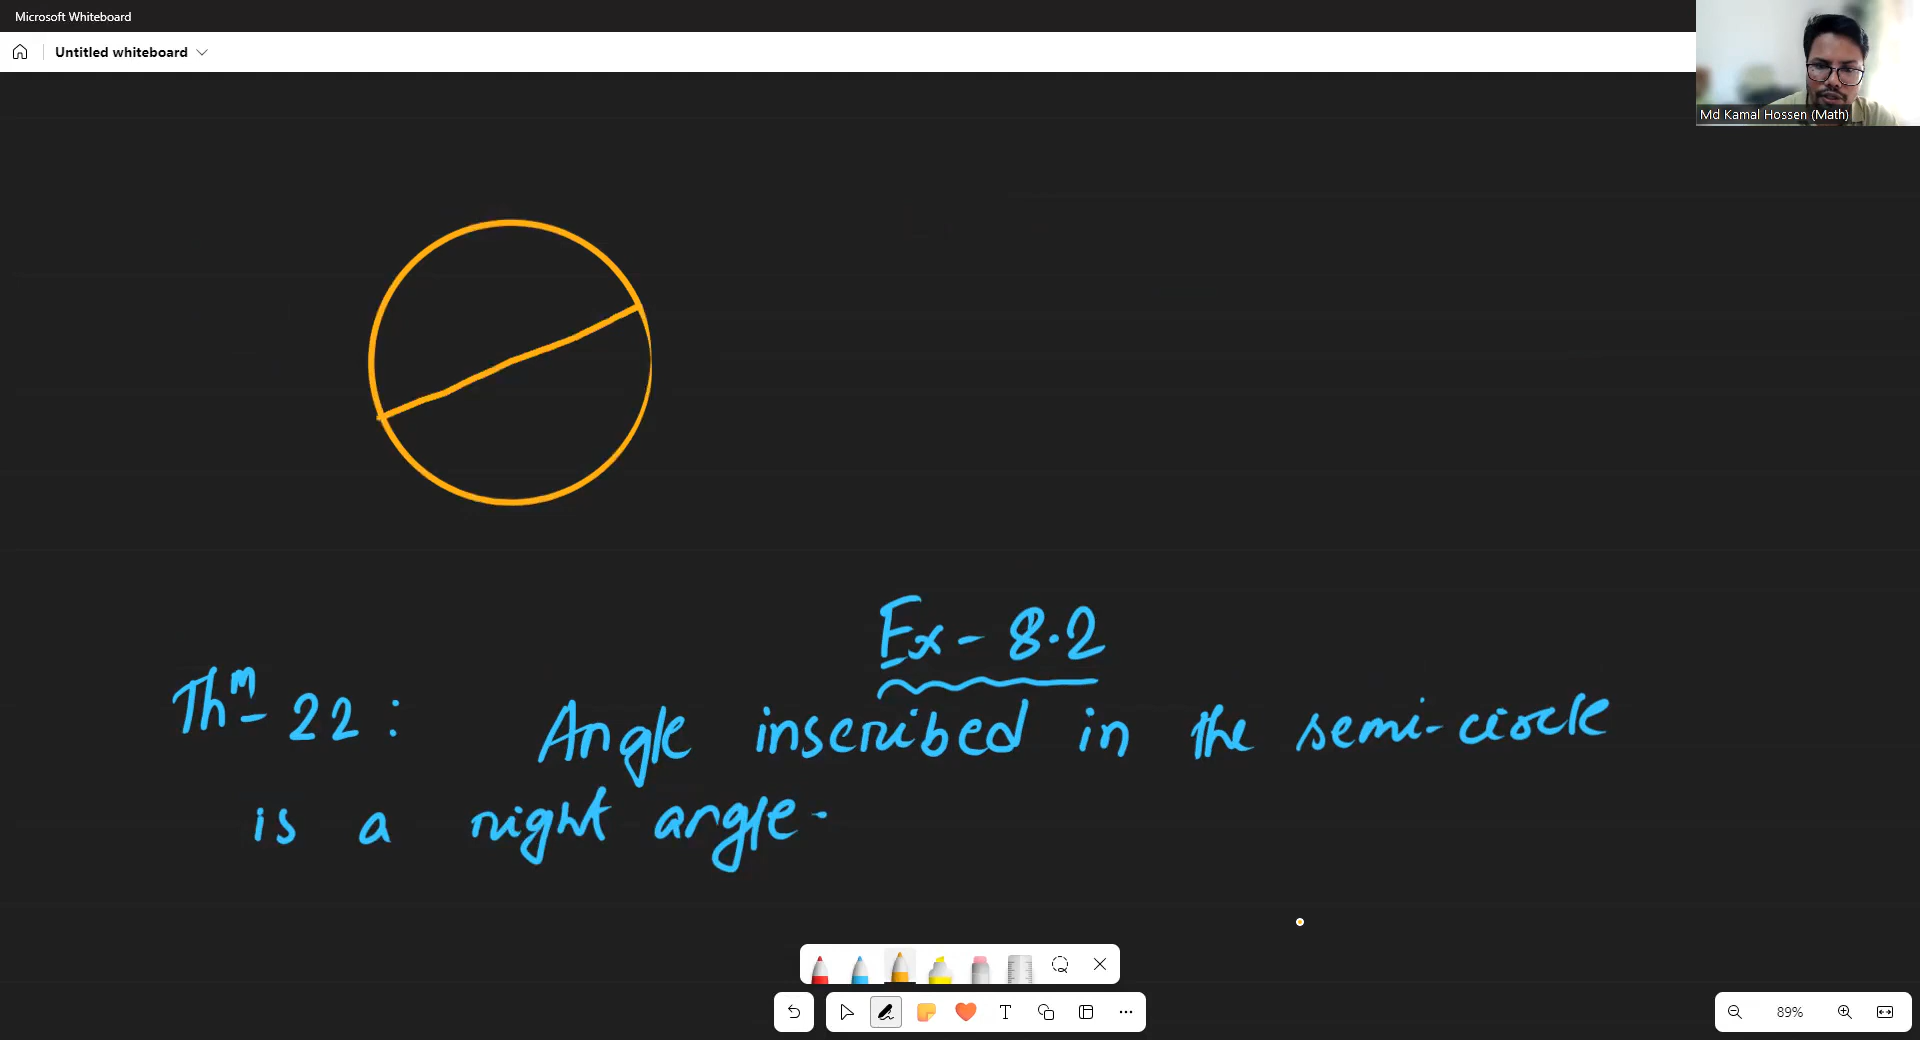 Microsoft Whiteboard
Untitled whiteboard
Md Kamal Hossen (Math)
Ex - 8.2
Thm - 22 : Angle inscribed in the semi-circle
is a right angle.
T
89%